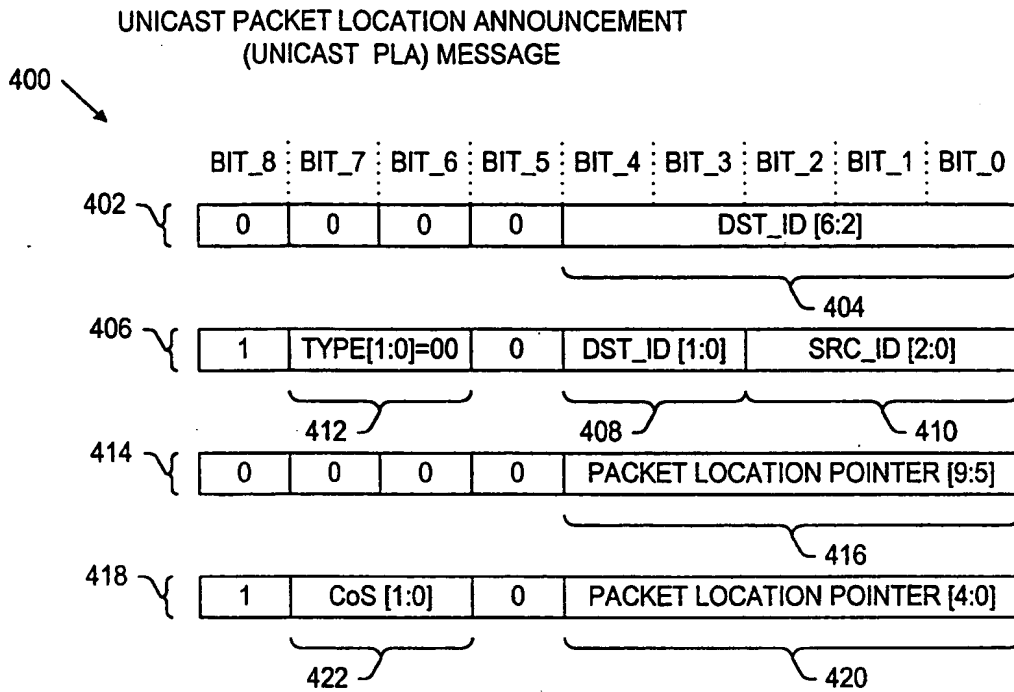 UNICAST PACKET LOCATION ANNOUNCEMENT
(UNICAST PLA) MESSAGE
400
BIT_8 BIT_7 BIT_6 BIT_5 BIT_4 BIT_3 BIT_2 BIT_1 BIT_0
402 0 0 0 0 DST_ID [6:2]
404
406 1 TYPE[1:0]=00 0 DST_ID [1:0] SRC_ID [2:0]
412 408 410
414 0 0 0 0 PACKET LOCATION POINTER [9:5]
416
418 1 CoS [1:0] 0 PACKET LOCATION POINTER [4:0]
422 420